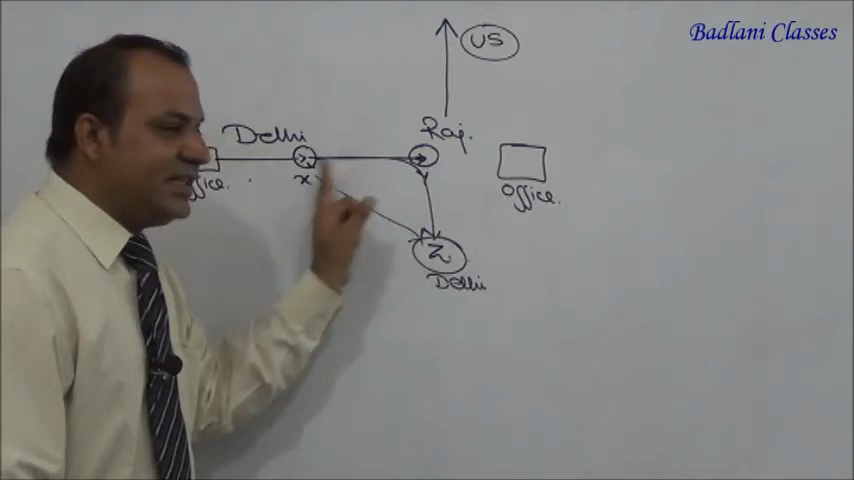 Badlani Classes
US
Delhi
Raj.
x
y
office.
Office.
Z
Delhi